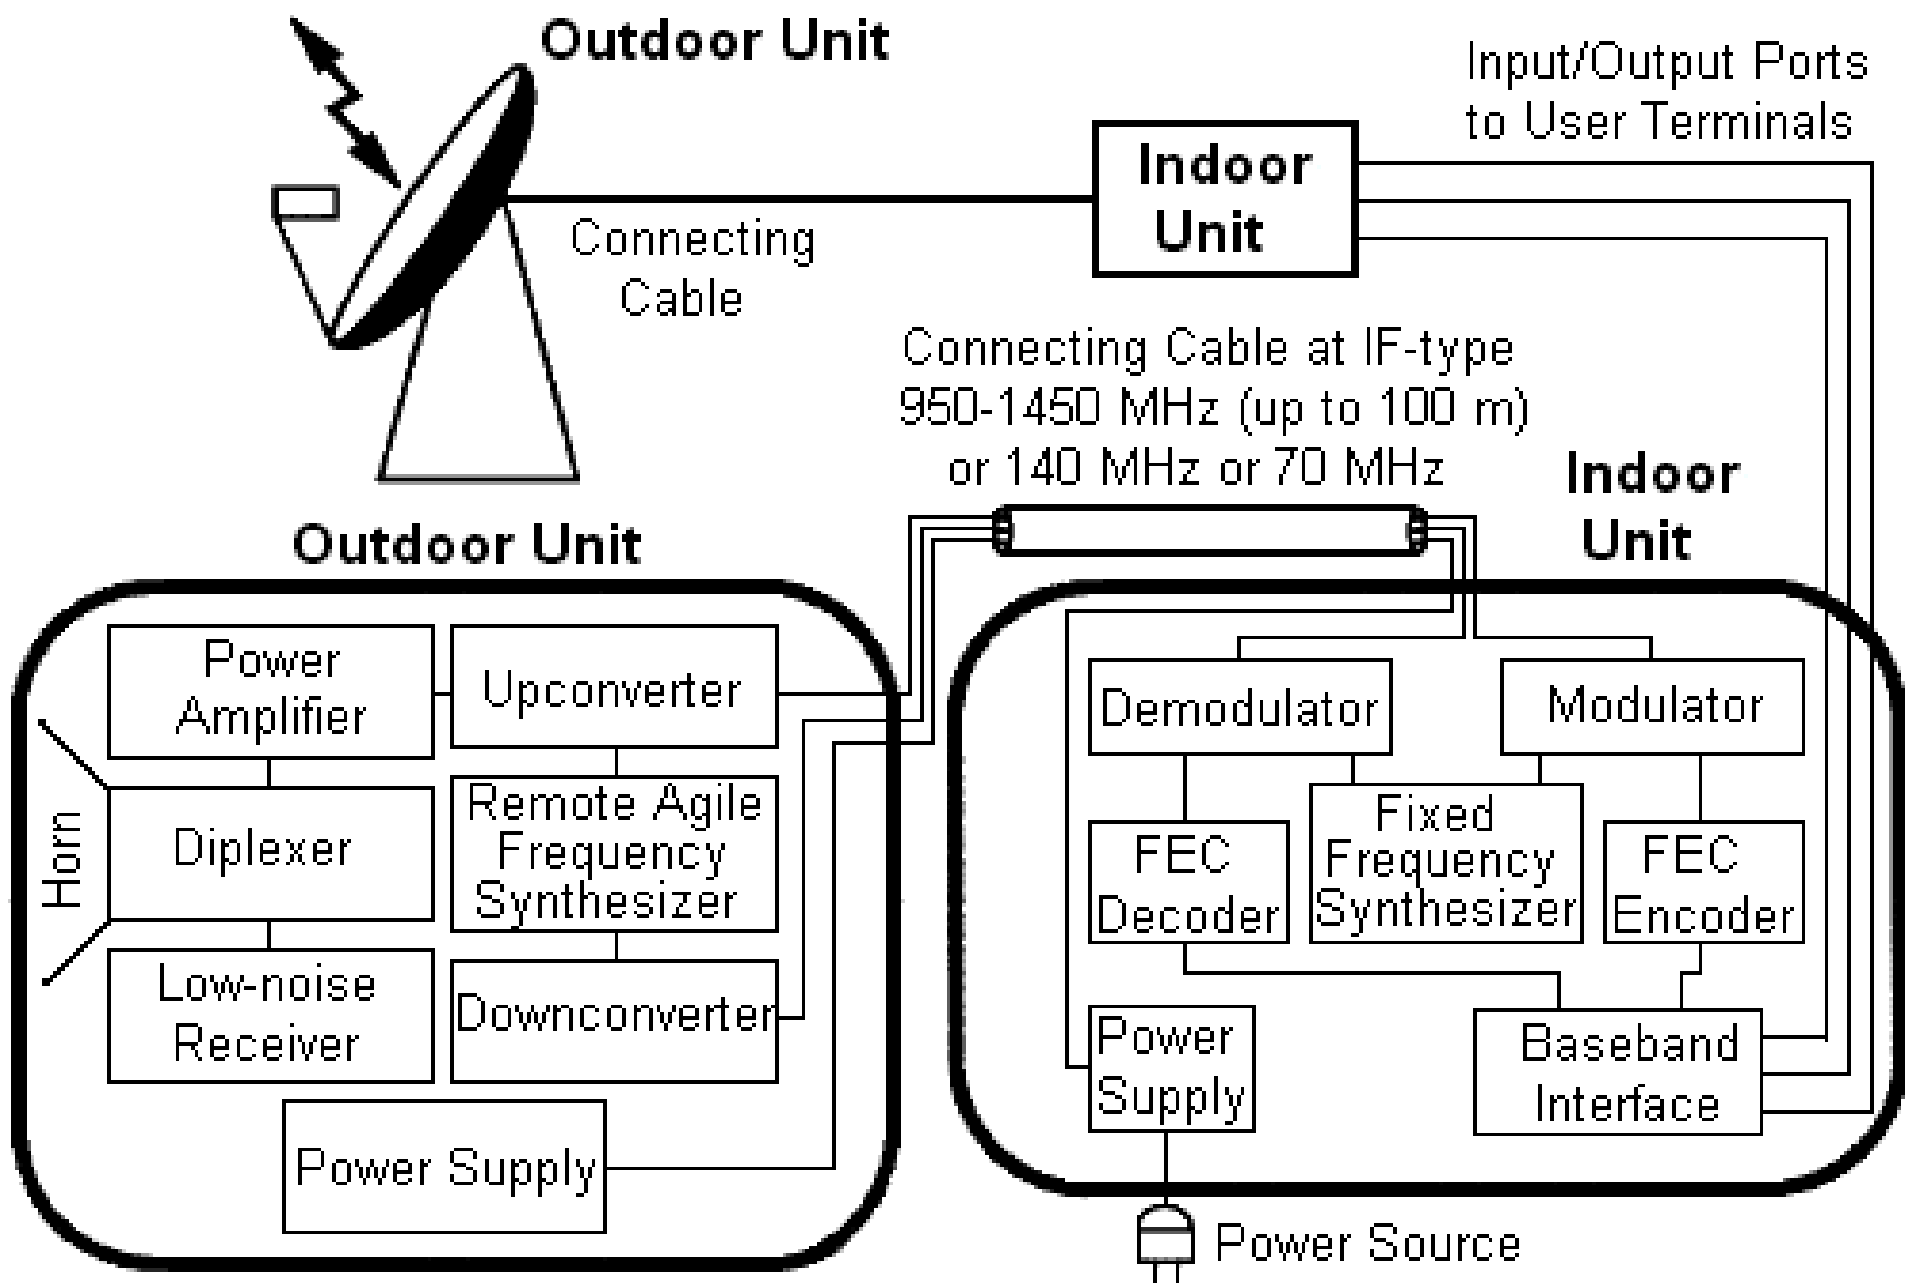 Outdoor Unit
Input/Output Ports
to User Terminals
Indoor
Unit
Connecting
Cable
Connecting Cable at IF-type
950-1450 MHz (up to 100 m)
or 140 MHz or 70 MHz
Indoor
Unit
Outdoor Unit
Power
Amplifier
Upconverter
Horn
Diplexer
Remote Agile
Frequency
Synthesizer
Low-noise
Receiver
Downconverter
Power Supply
Demodulator
Modulator
FEC
Decoder
Fixed
Frequency
Synthesizer
FEC
Encoder
Power
Supply
Baseband
Interface
Power Source